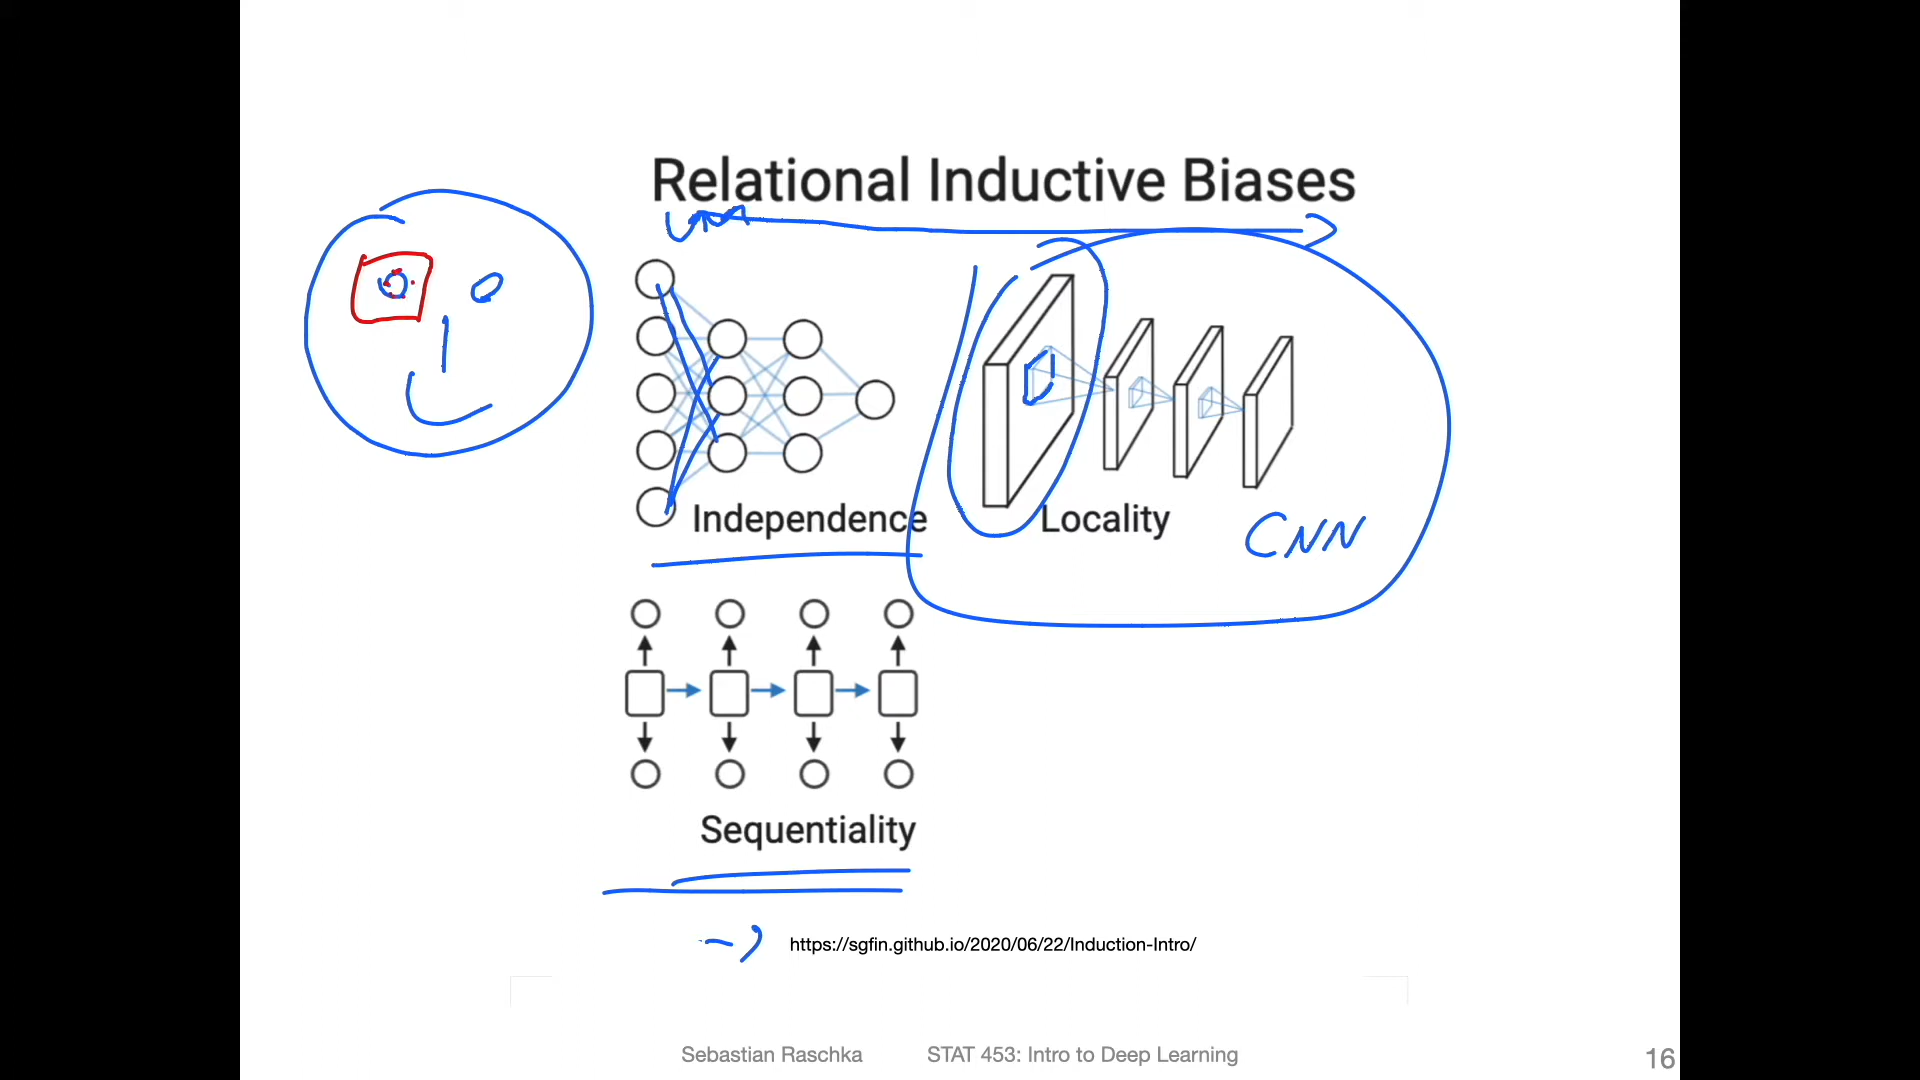 Relational Inductive Biases
Independence
Locality
CNN
Sequentiality
https://sgfin.github.io/2020/06/22/Induction-Intro/
Sebastian Raschka STAT 453: Intro to Deep Learning 16